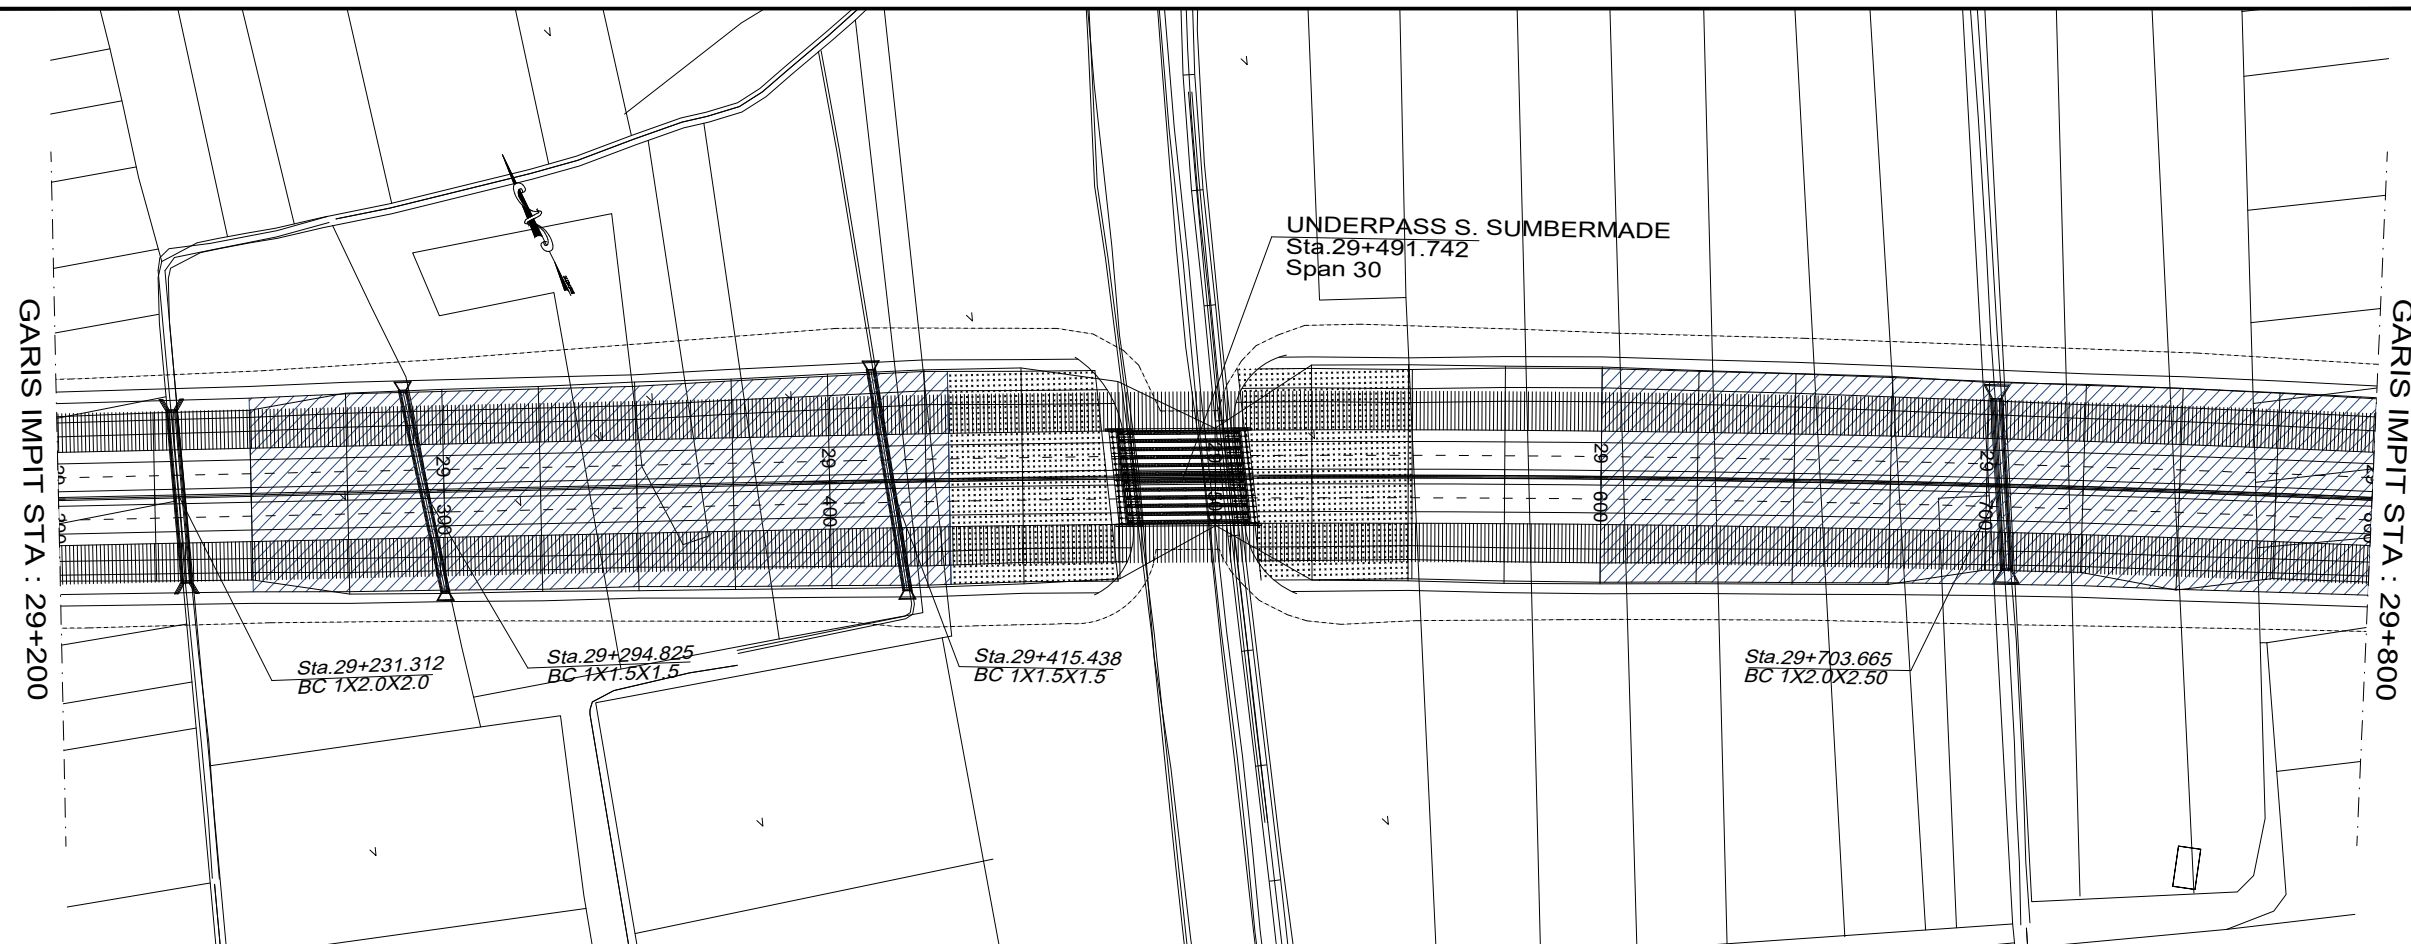 UNDERPASS S. SUMBERMADE
Sta.29+491.742
Span 30
GARIS IMPIT STA : 29+200
GARIS IMPIT STA : 29+800
29 300
29 400
29 600
29 700
Sta.29+231.312
BC 1X2.0X2.0
Sta.29+294.825
BC 1X1.5X1.5
Sta.29+415.438
BC 1X1.5X1.5
Sta.29+703.665
BC 1X2.0X2.50